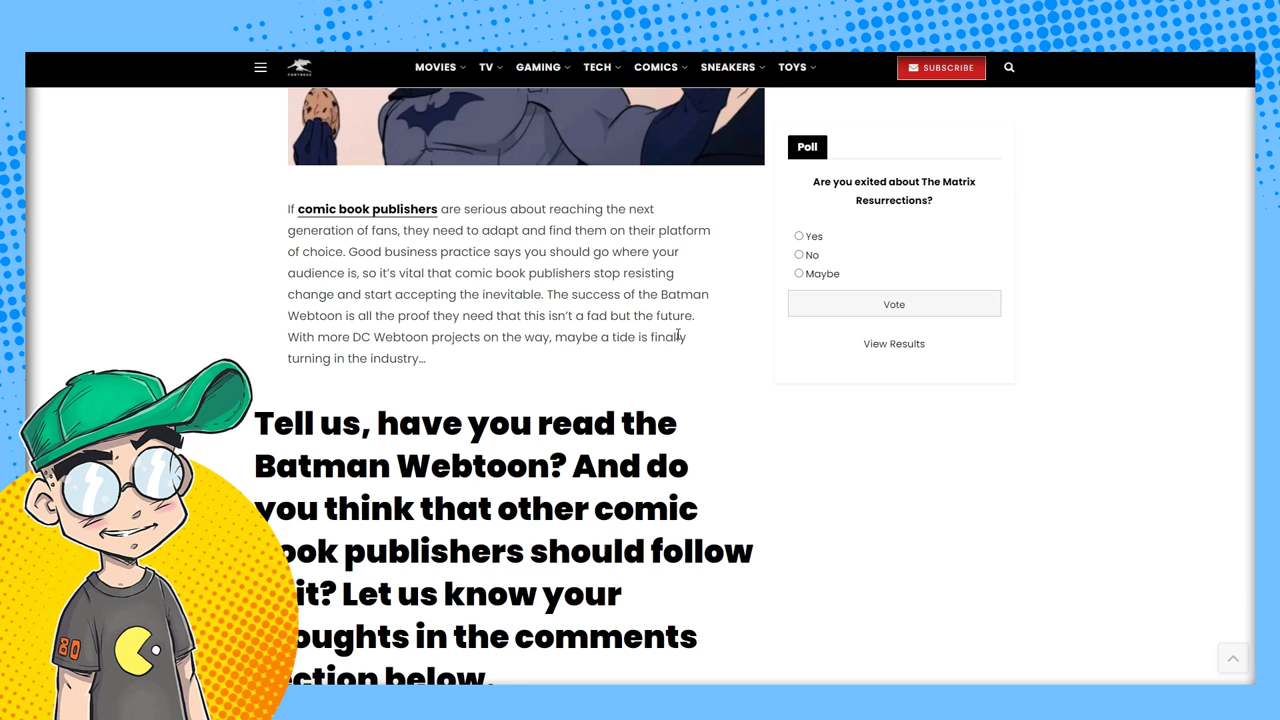 MOVIES TV GAMING TECH COMICS SNEAKERS TOYS SUBSCRIBE
If comic book publishers are serious about reaching the next
generation of fans, they need to adapt and find them on their platform
of choice. Good business practice says you should go where your
audience is, so it's vital that comic book publishers stop resisting
change and start accepting the inevitable. The success of the Batman
Webtoon is all the proof they need that this isn't a fad but the future.
With more DC Webtoon projects on the way, maybe a tide is finally
turning in the industry…
Tell us, have you read the
Batman Webtoon? And do
you think that other comic
ook publishers should follow
it? Let us know your
oughts in the comments
ection below.
Poll
Are you exited about The Matrix
Resurrections?
Yes
No
Maybe
Vote
View Results
80